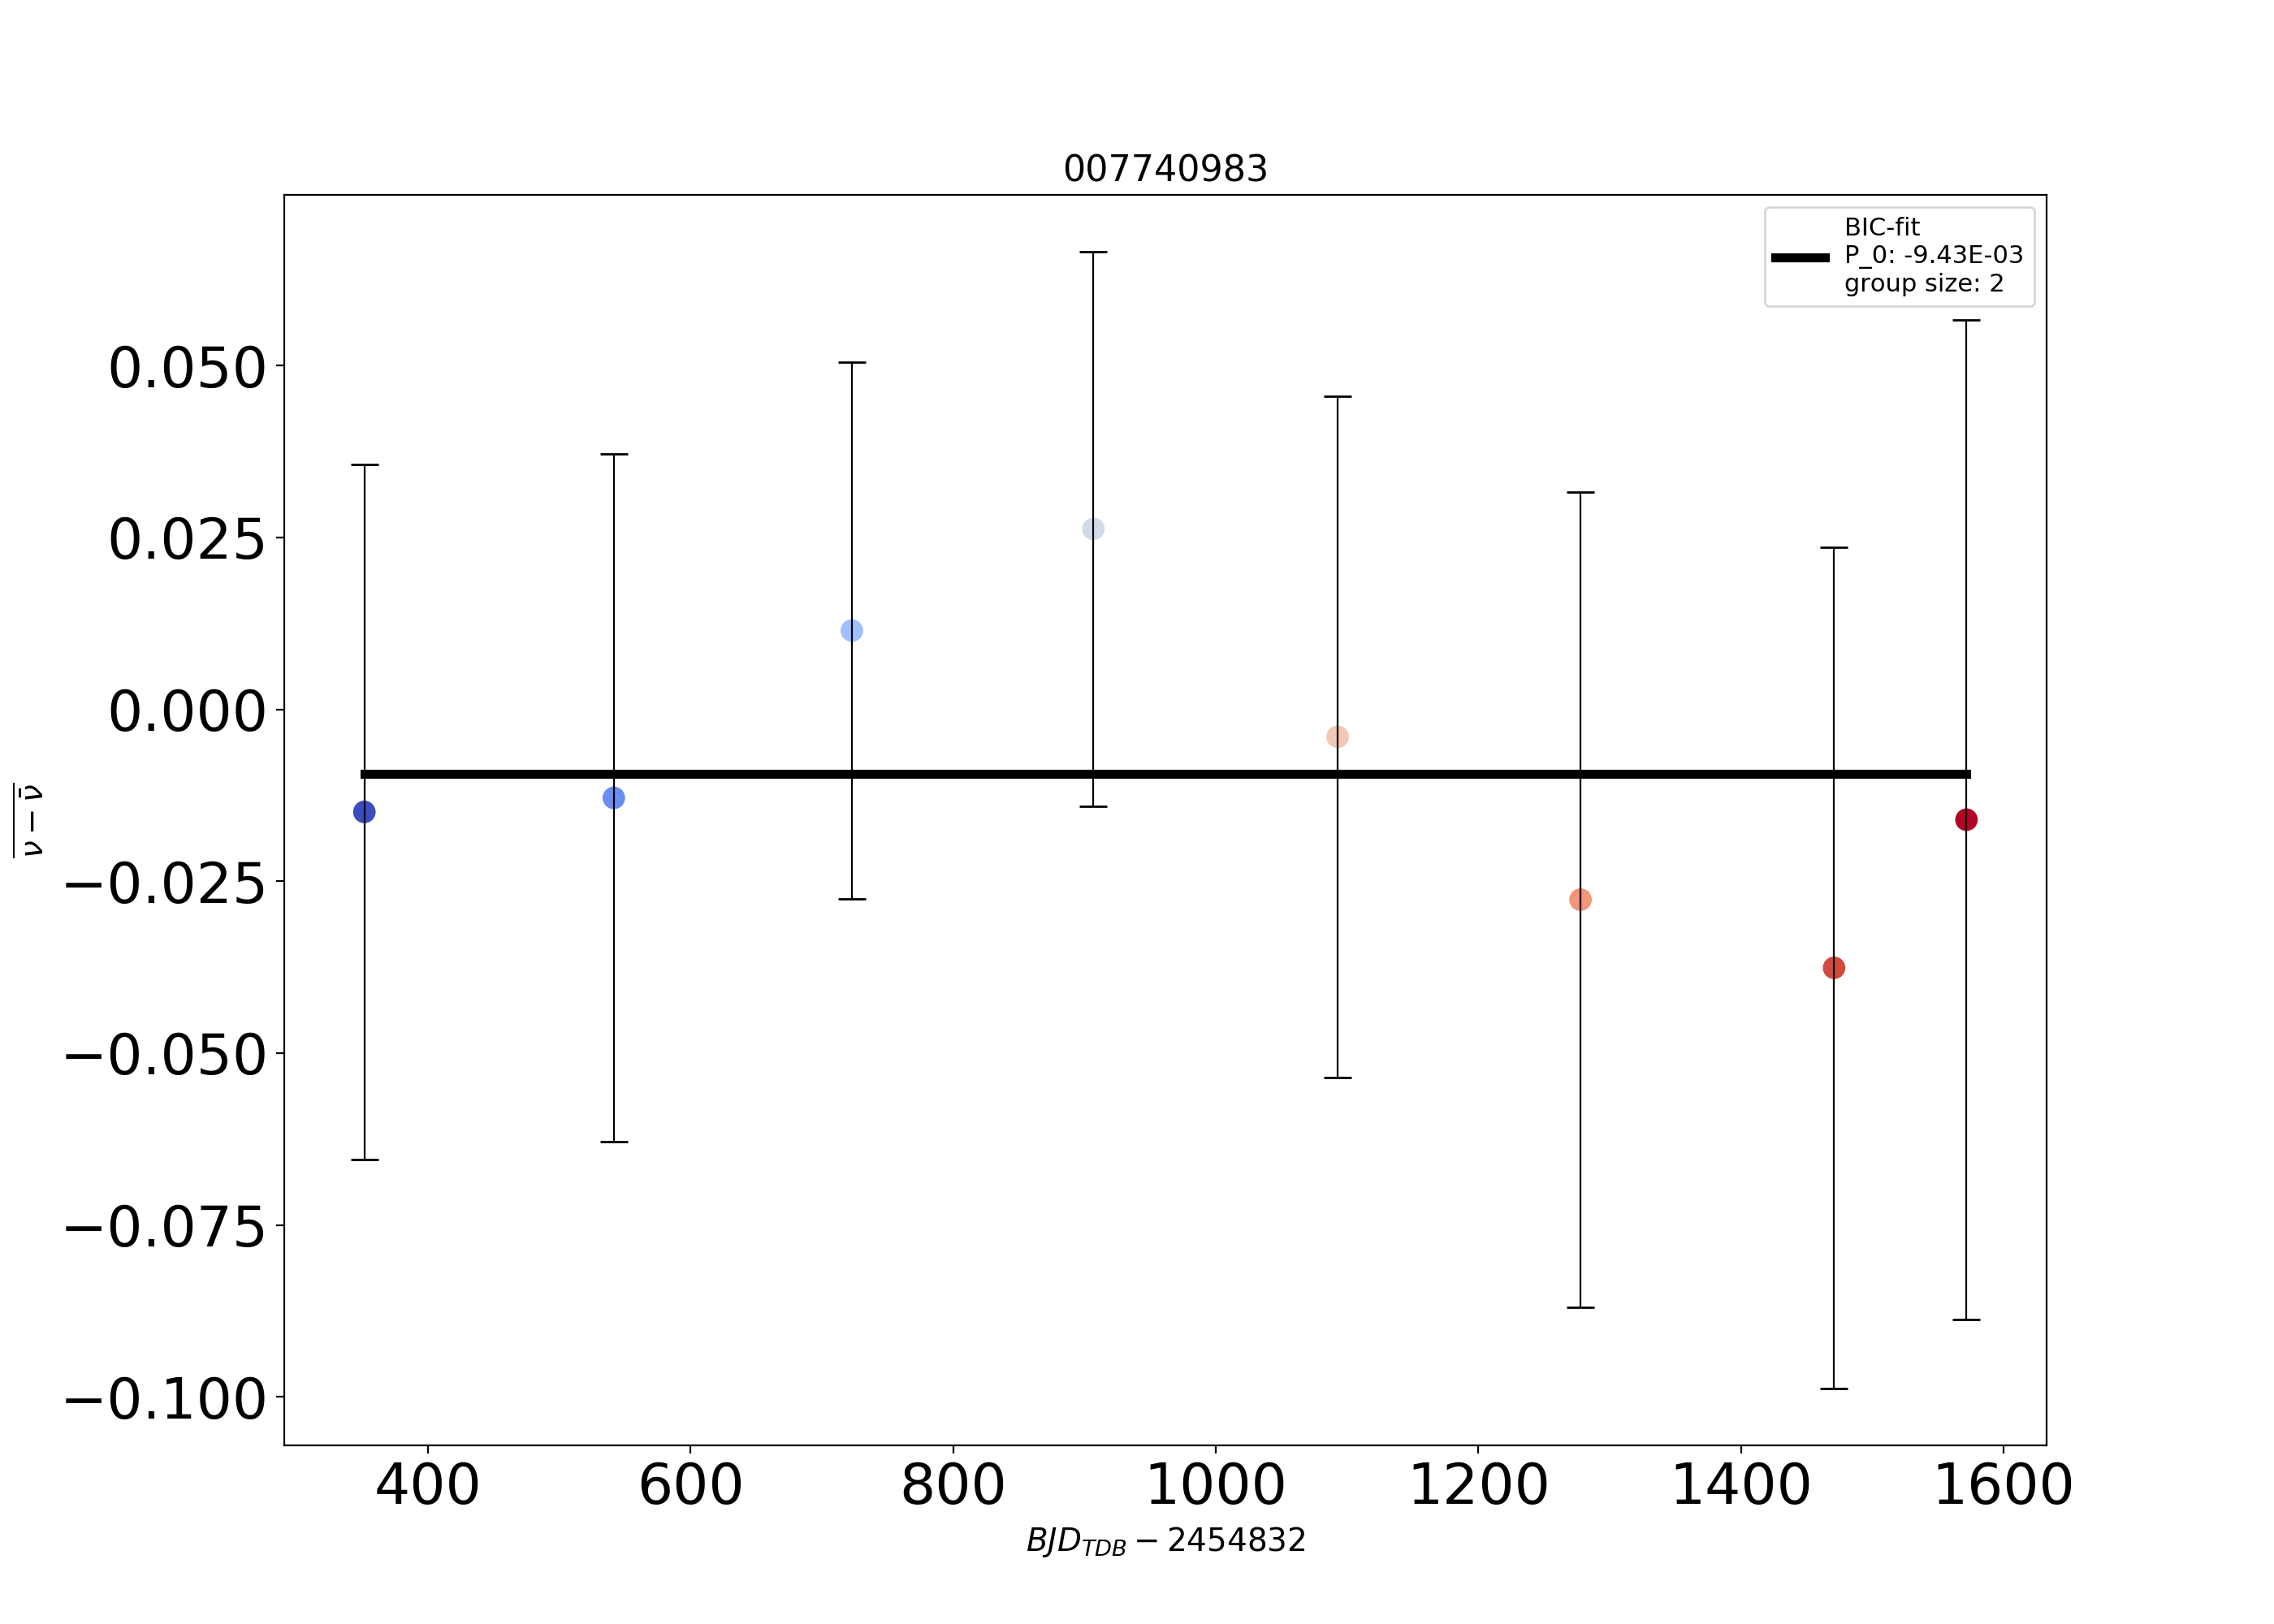 007740983
BIC-fit
P_0: -9.43E-03
group size: 2
0.050
0.025
0.000
−0.025
−0.050
−0.075
−0.100
ν − ν̄
400 600 800 1000 1200 1400 1600
BJD_TDB − 2454832